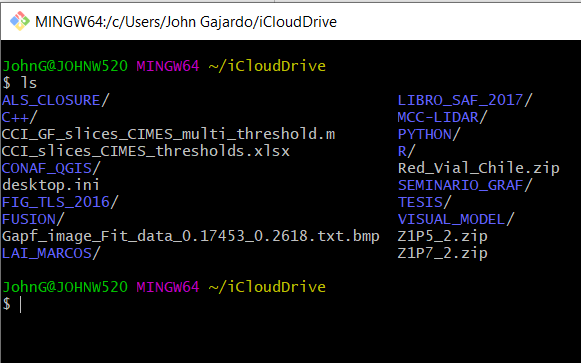 MINGW64:/c/Users/John Gajardo/iCloudDrive
JohnG@JOHNW520 MINGW64 ~/iCloudDrive
$ ls
ALS_CLOSURE/ LIBRO_SAF_2017/
C++/ MCC-LIDAR/
CCI_GF_slices_CIMES_multi_threshold.m PYTHON/
CCI_slices_CIMES_thresholds.xlsx R/
CONAF_QGIS/ Red_Vial_Chile.zip
desktop.ini SEMINARIO_GRAF/
FIG_TLS_2016/ TESIS/
FUSION/ VISUAL_MODEL/
Gapf_image_Fit_data_0.17453_0.2618.txt.bmp Z1P5_2.zip
LAI_MARCOS/ Z1P7_2.zip
JohnG@JOHNW520 MINGW64 ~/iCloudDrive
$